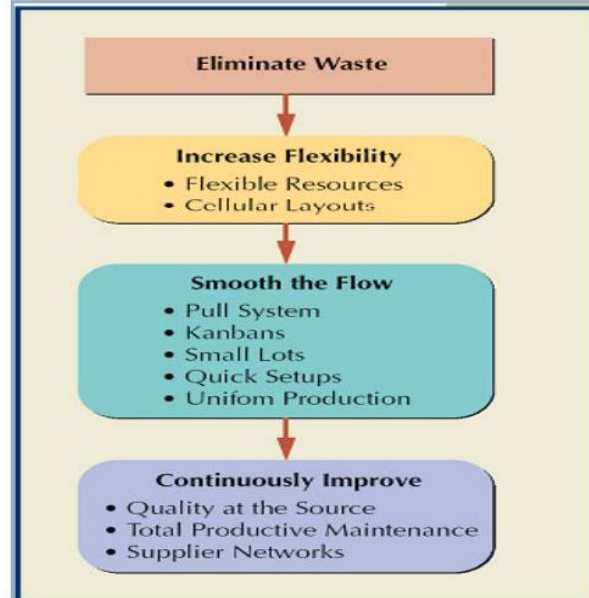 Eliminate Waste
Increase Flexibility
• Flexible Resources
• Cellular Layouts
Smooth the Flow
• Pull System
• Kanbans
• Small Lots
• Quick Setups
• Unifom Production
Continuously Improve
• Quality at the Source
• Total Productive Maintenance
• Supplier Networks